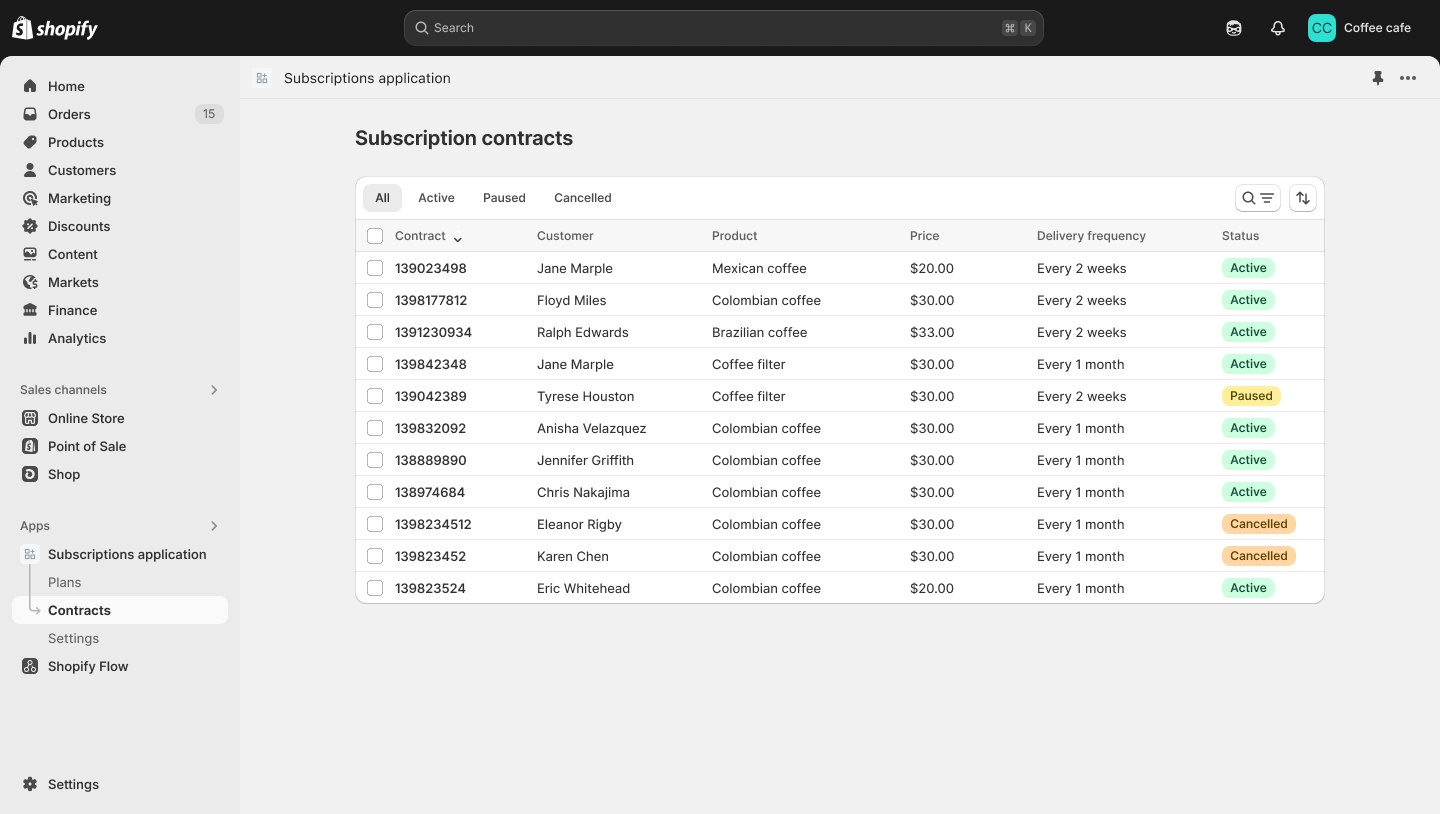 shopify
Search
⌘ K
CC
Coffee cafe
Home
Orders 15
Products
Customers
Marketing
Discounts
Content
Markets
Finance
Analytics
Sales channels
Online Store
Point of Sale
Shop
Apps
Subscriptions application
Plans
Contracts
Settings
Shopify Flow
Settings
Subscriptions application
Subscription contracts
All Active Paused Cancelled
Contract Customer Product Price Delivery frequency Status
139023498 Jane Marple Mexican coffee $20.00 Every 2 weeks Active
1398177812 Floyd Miles Colombian coffee $30.00 Every 2 weeks Active
1391230934 Ralph Edwards Brazilian coffee $33.00 Every 2 weeks Active
139842348 Jane Marple Coffee filter $30.00 Every 1 month Active
139042389 Tyrese Houston Coffee filter $30.00 Every 2 weeks Paused
139832092 Anisha Velazquez Colombian coffee $30.00 Every 1 month Active
138889890 Jennifer Griffith Colombian coffee $30.00 Every 1 month Active
138974684 Chris Nakajima Colombian coffee $30.00 Every 1 month Active
1398234512 Eleanor Rigby Colombian coffee $30.00 Every 1 month Cancelled
139823452 Karen Chen Colombian coffee $30.00 Every 1 month Cancelled
139823524 Eric Whitehead Colombian coffee $20.00 Every 1 month Active